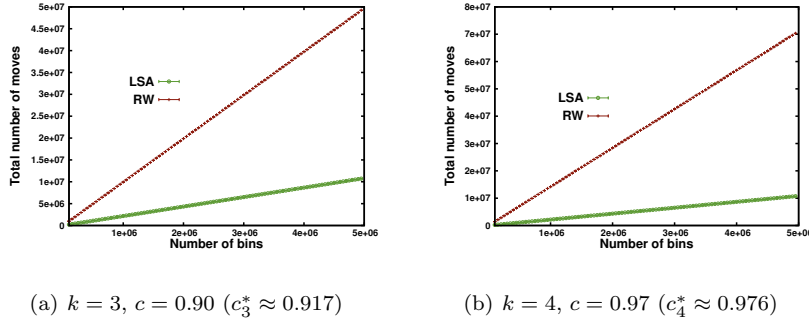 5e+07
4.5e+07
4e+07
3.5e+07
3e+07
2.5e+07
2e+07
1.5e+07
1e+07
5e+06
0
Total number of moves
LSA
RW
1e+06 2e+06 3e+06 4e+06 5e+06
Number of bins
8e+07
7e+07
6e+07
5e+07
4e+07
3e+07
2e+07
1e+07
0
Total number of moves
LSA
RW
1e+06 2e+06 3e+06 4e+06 5e+06
Number of bins
(a) k = 3, c = 0.90 (c₃* ≈ 0.917)
(b) k = 4, c = 0.97 (c₄* ≈ 0.976)